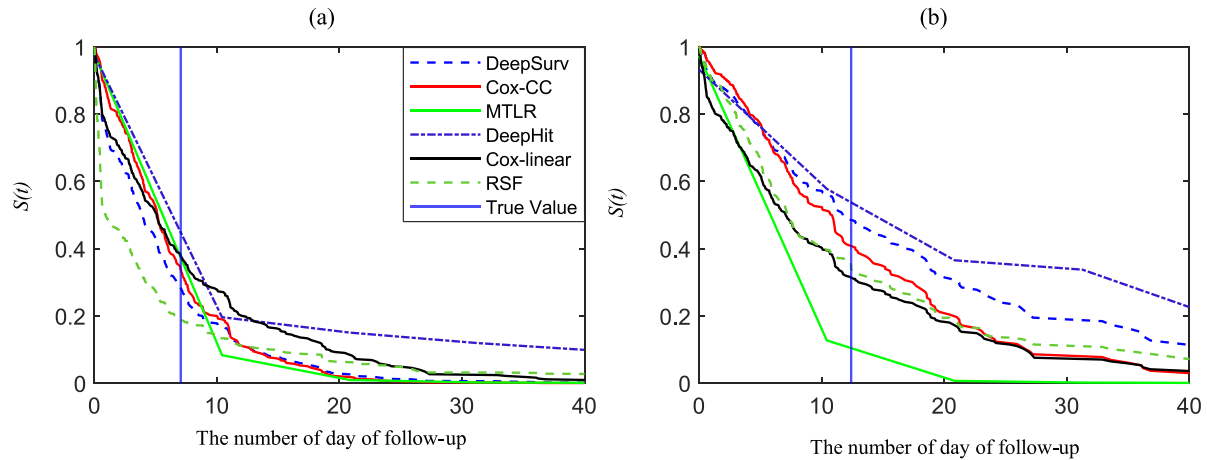 (a)
1
0.8
0.6
0.4
0.2
0
S(t)
0
10
20
30
40
The number of day of follow-up
DeepSurv
Cox-CC
MTLR
DeepHit
Cox-linear
RSF
True Value
(b)
1
0.8
0.6
0.4
0.2
0
S(t)
0
10
20
30
40
The number of day of follow-up